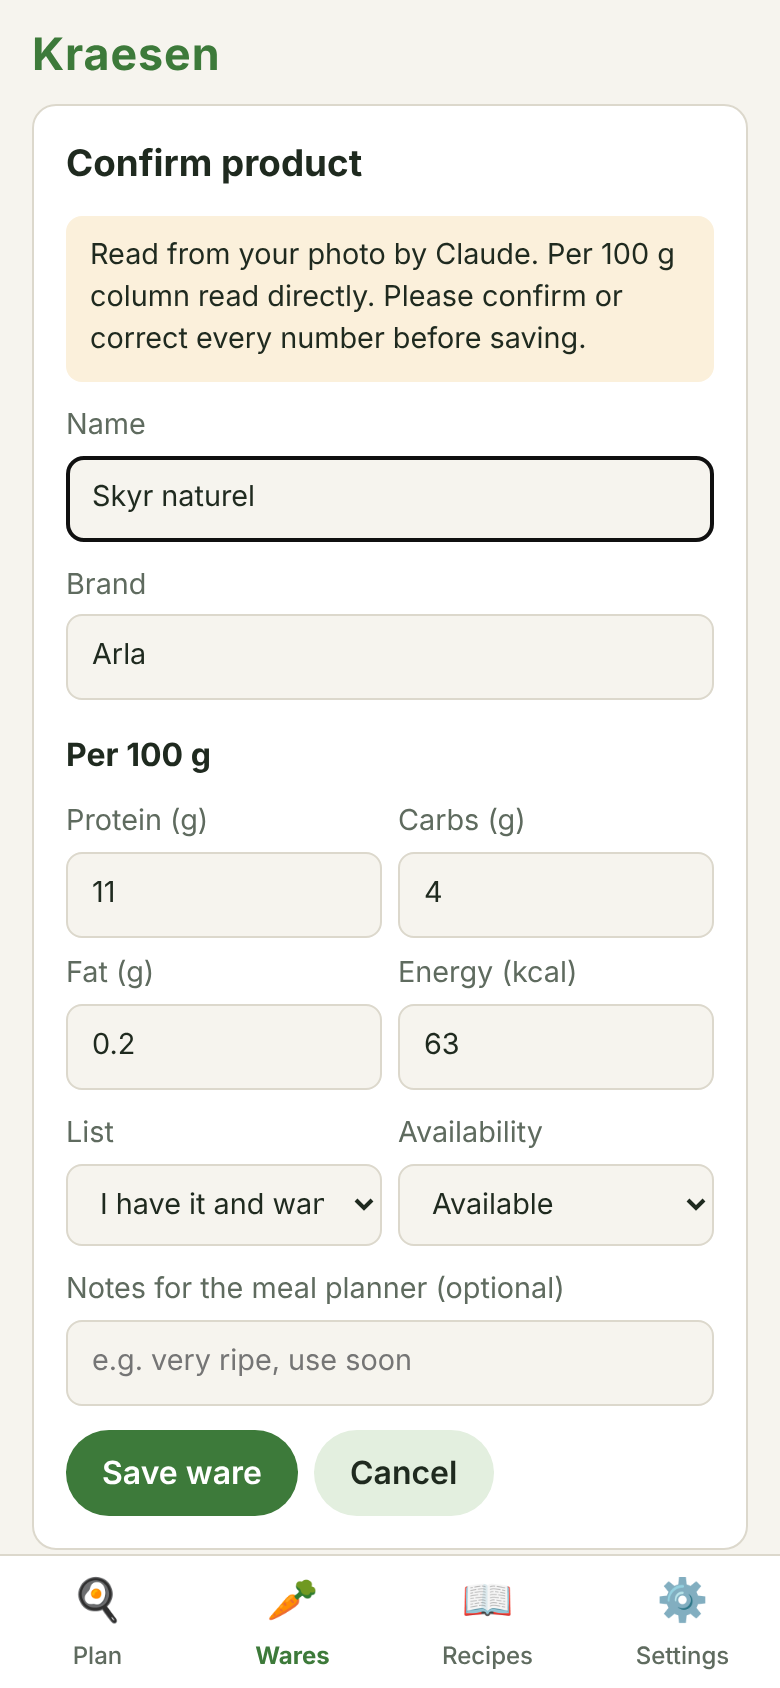 Kraesen
Confirm product
Read from your photo by Claude. Per 100 g
column read directly. Please confirm or
correct every number before saving.
Name
Skyr naturel
Brand
Arla
Per 100 g
Protein (g)
Carbs (g)
11
4
Fat (g)
Energy (kcal)
0.2
63
List
Availability
I have it and
Available
Notes for the meal planner (optional)
e.g. very ripe, use soon
Save ware
Cancel
Plan
Wares
Recipes
Settings